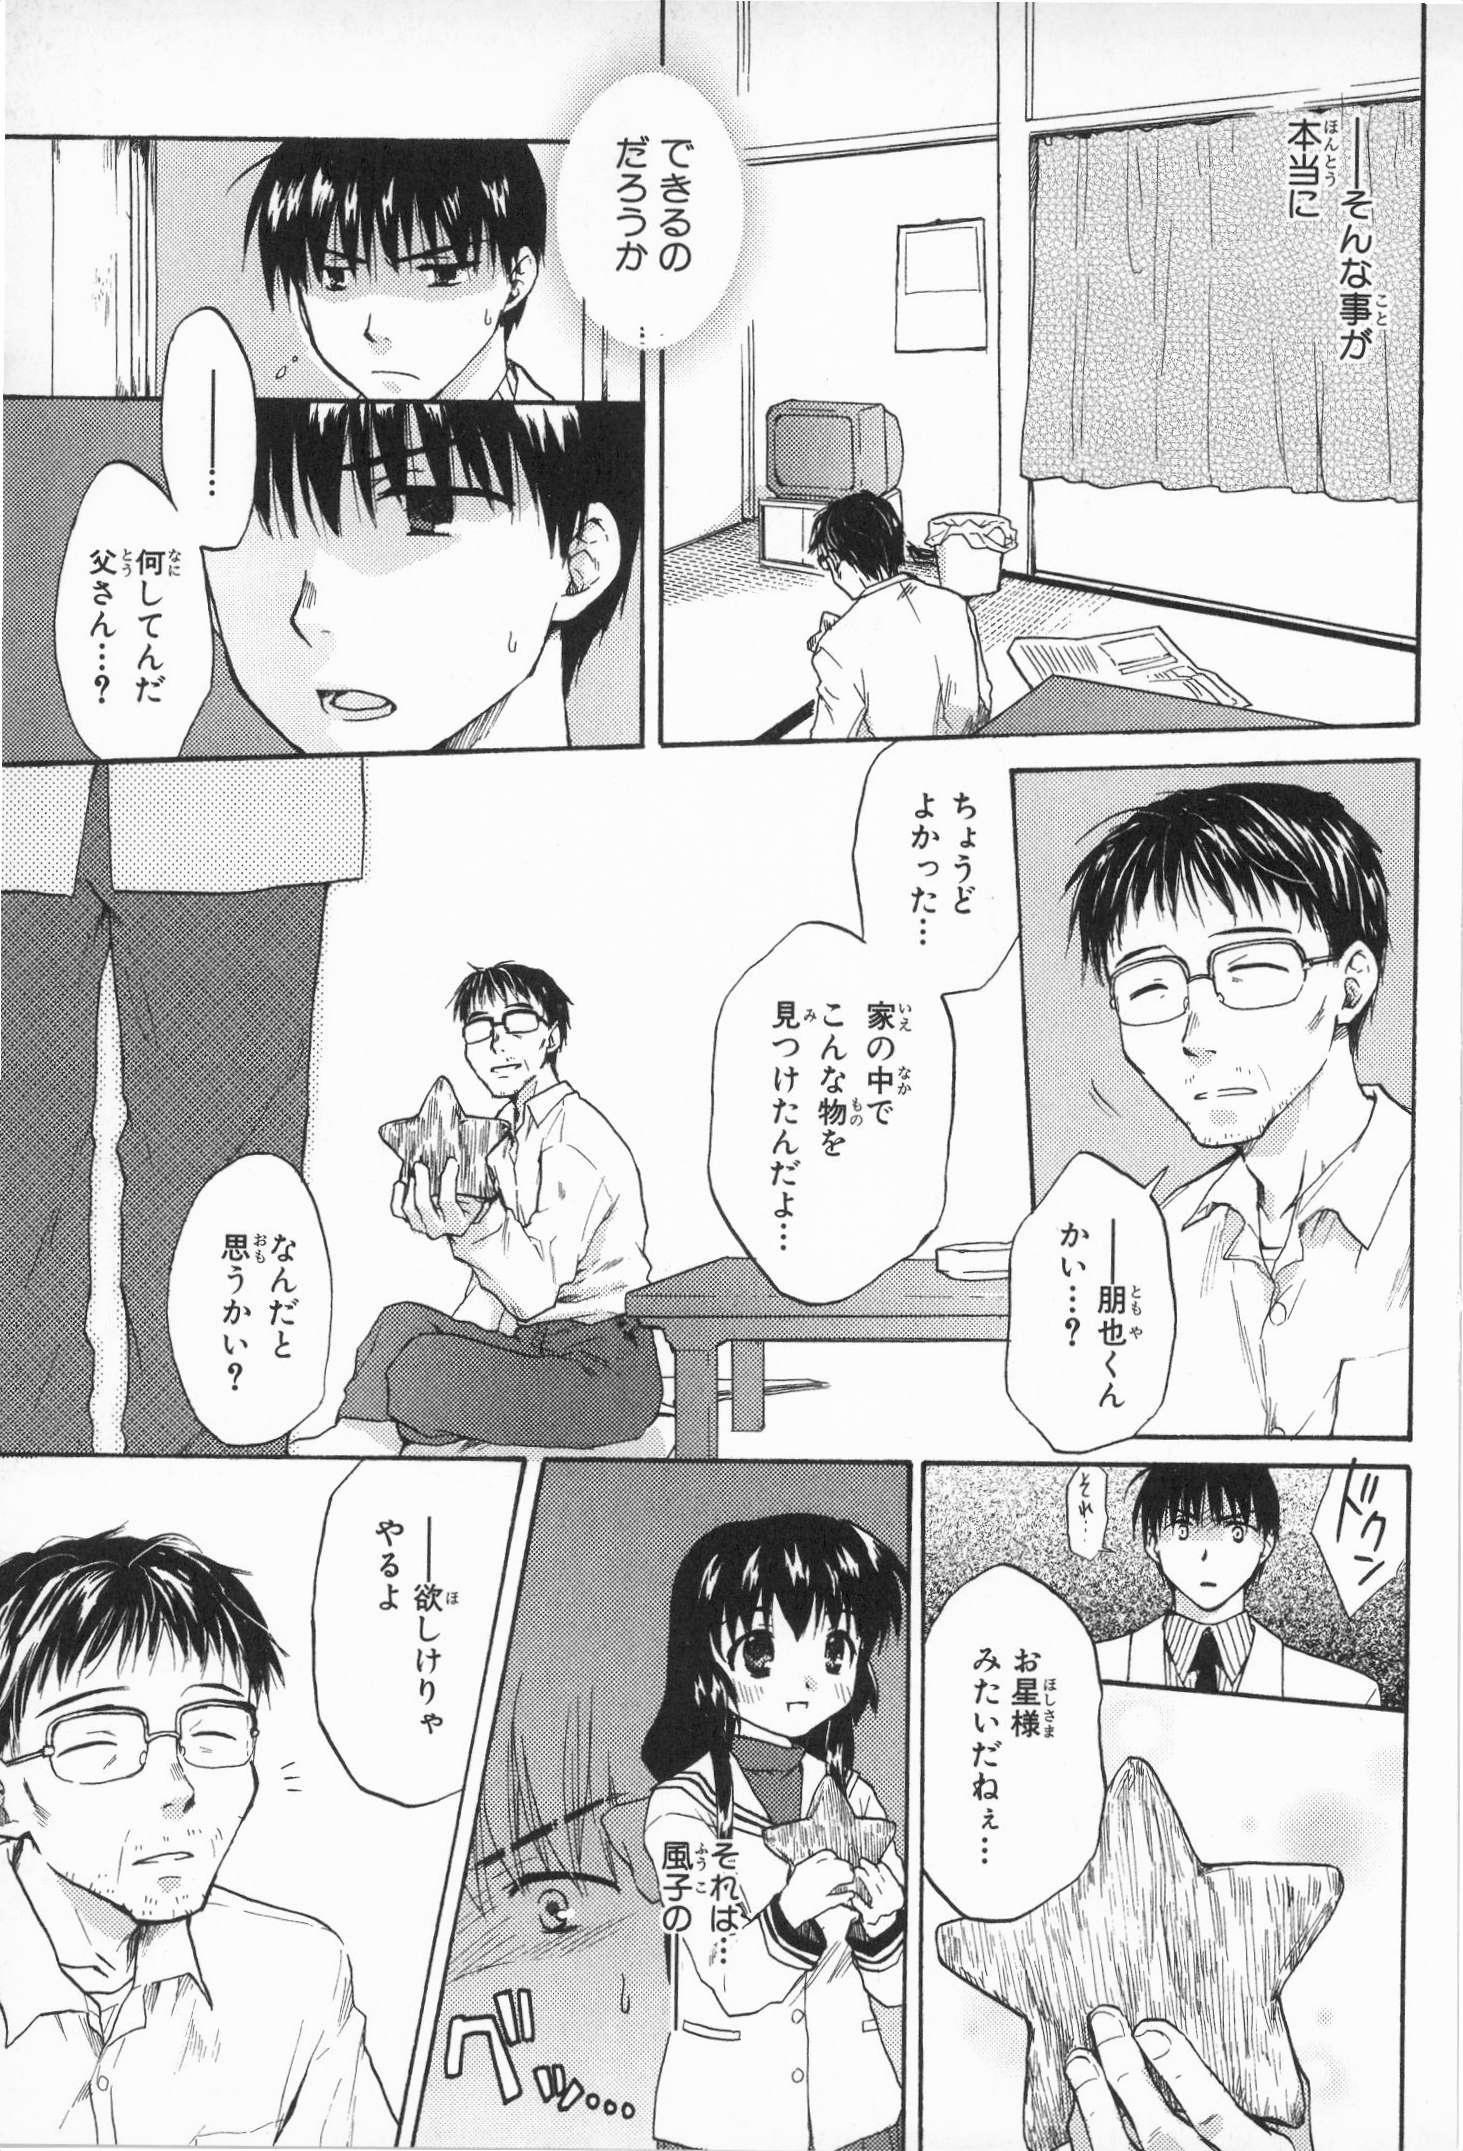 ――そんな事が
本当に
できるの
だろうか
…
――…
何してんだ
父さん…?
――朋也くん
かい…?
ちょうど
よかった…
家の中で
こんな物を
見つけたんだよ…
なんだと
思うかい?
ドクン
それ…
お星様
みたいだねぇ…
それは…
風子の――
ズグッ…
――欲しけりゃ
やるよ